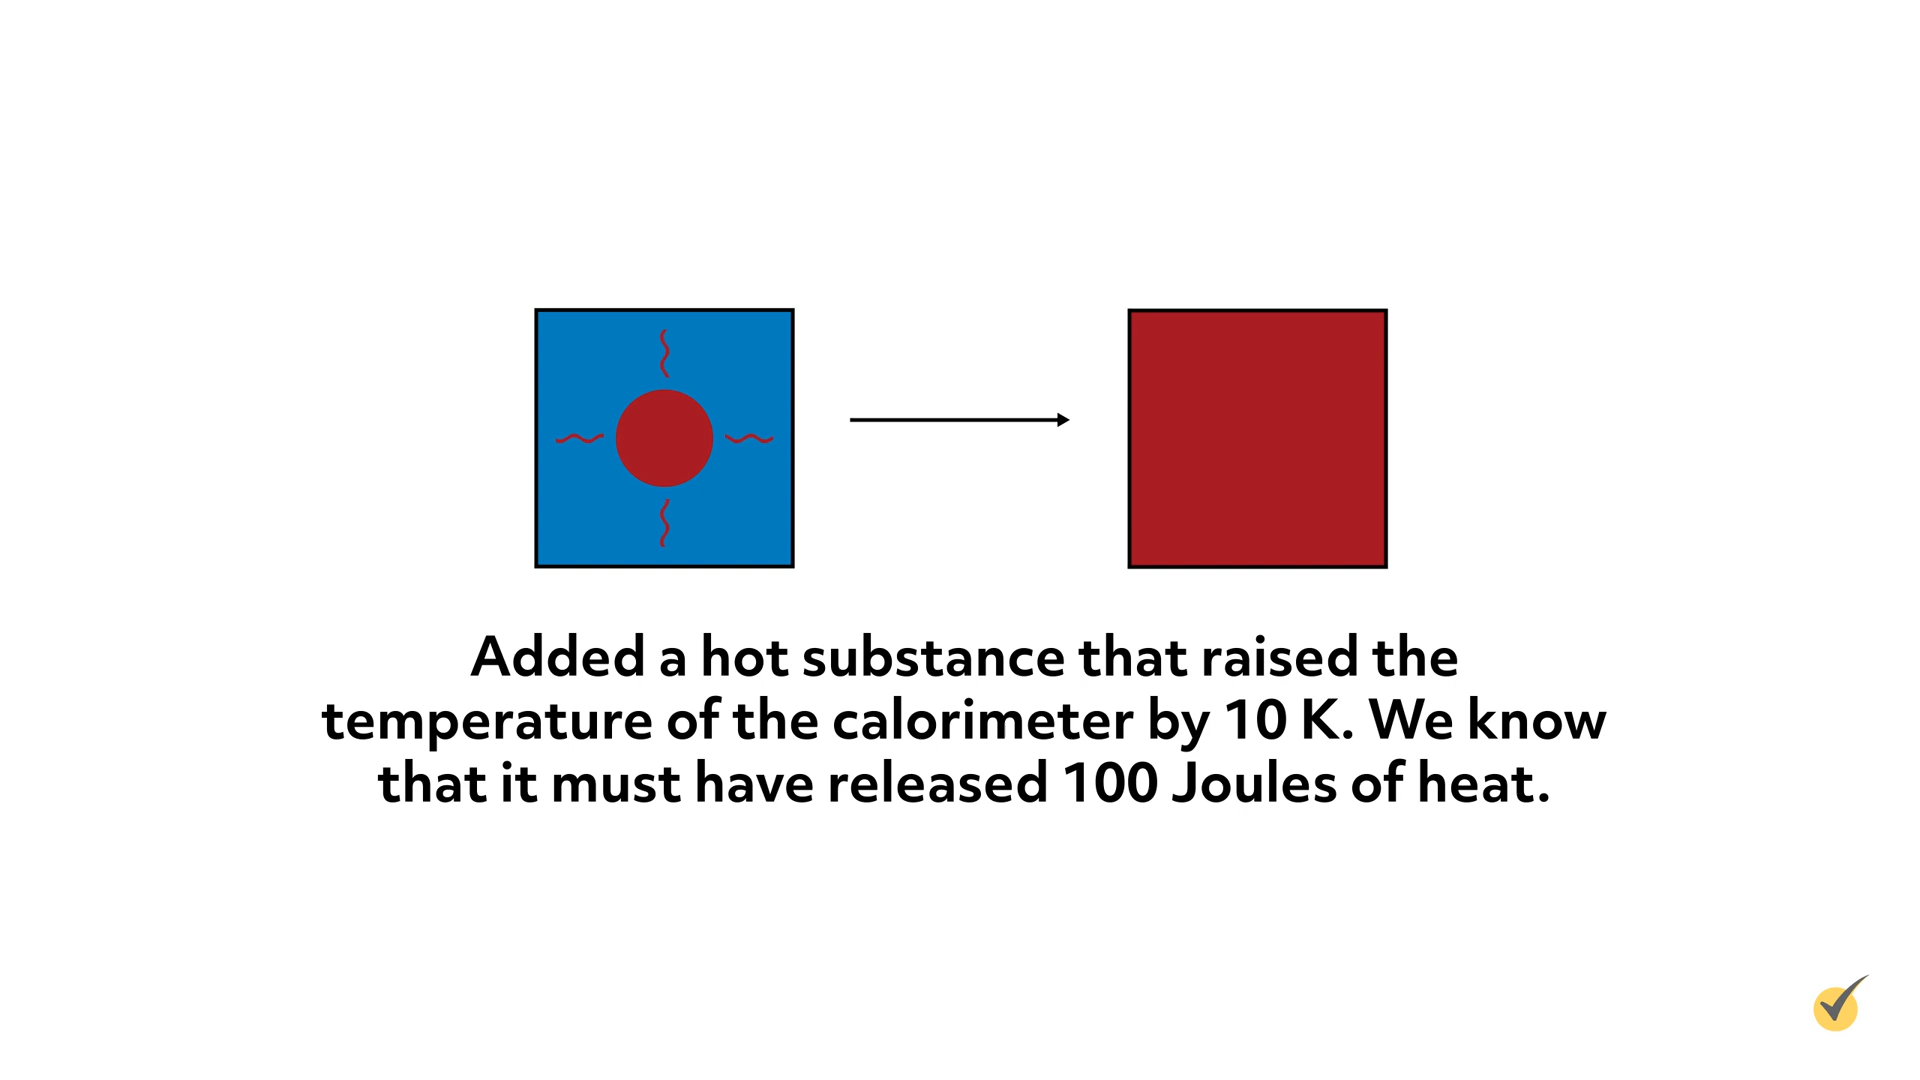 Added a hot substance that raised the
temperature of the calorimeter by 10 K. We know
that it must have released 100 Joules of heat.